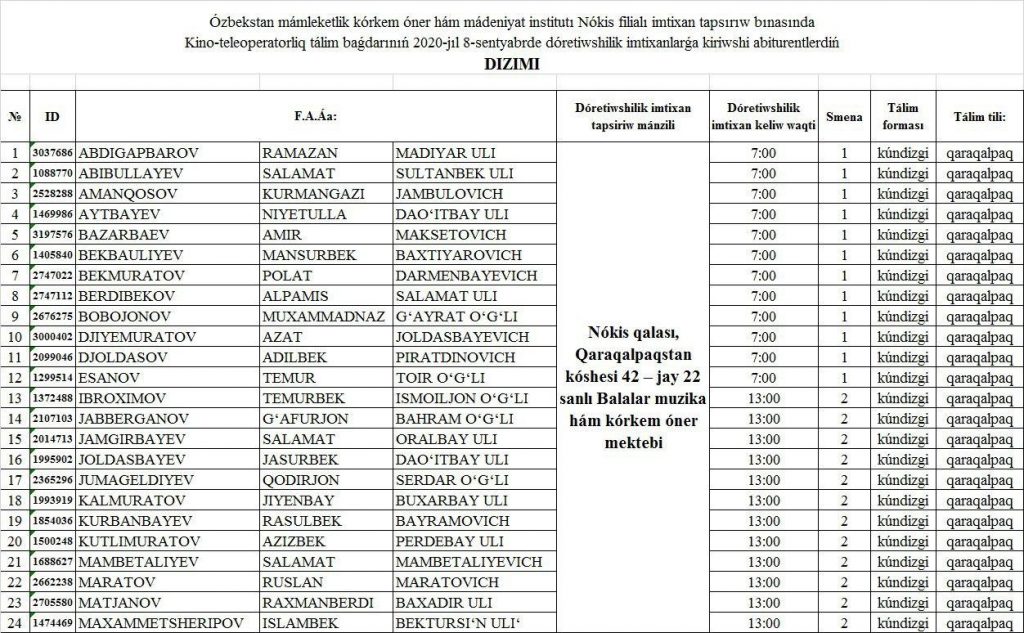 Ózbekstan mámleketlik kórkem óner hám mádeniyat institutı Nókis filialı imtixan tapsırıw bınasında
Kino-teleoperatorliq tálim baǵdarınıń 2020-jıl 8-sentyabrde dóretiwshilik imtixanlarǵa kiriwshi abiturentlerdiń
DIZIMI
№ ID F.A.Áa: Dóretiwshilik imtixan tapsiriw mánzili Dóretiwshilik imtixan keliw waqti Smena Tálim forması Tálim tili:
1 3037686 ABDIGAPBAROV RAMAZAN MADIYAR ULI 7:00 1 kúndizgi qaraqalpaq
2 1088770 ABIBULLAYEV SALAMAT SULTANBEK ULI 7:00 1 kúndizgi qaraqalpaq
3 2528288 AMANQOSOV KURMANGAZI JAMBULOVICH 7:00 1 kúndizgi qaraqalpaq
4 1469986 AYTBAYEV NIYETULLA DAO‘ITBAY ULI 7:00 1 kúndizgi qaraqalpaq
5 3197576 BAZARBAEV AMIR MAKSETOVICH 7:00 1 kúndizgi qaraqalpaq
6 1405840 BEKBAULIYEV MANSURBEK BAXTIYAROVICH 7:00 1 kúndizgi qaraqalpaq
7 2747022 BEKMURATOV POLAT DARMENBAYEVICH 7:00 1 kúndizgi qaraqalpaq
8 2747112 BERDIBEKOV ALPAMIS SALAMAT ULI 7:00 1 kúndizgi qaraqalpaq
9 2676275 BOBOJONOV MUXAMMADNAZ G‘AYRAT O‘G‘LI 7:00 1 kúndizgi qaraqalpaq
10 3000402 DJIYEMURATOV AZAT JOLDASBAYEVICH 7:00 1 kúndizgi qaraqalpaq
11 2099046 DJOLDASOV ADILBEK PIRATDINOVICH 7:00 1 kúndizgi qaraqalpaq
12 1299514 ESANOV TEMUR TOIR O‘G‘LI 7:00 1 kúndizgi qaraqalpaq
13 1372488 IBROXIMOV TEMURBEK ISMOILJON O‘G‘LI 13:00 2 kúndizgi qaraqalpaq
14 2107103 JABBERGANOV G‘AFURJON BAHRAM O‘G‘LI 13:00 2 kúndizgi qaraqalpaq
15 2014713 JAMGIRBAYEV SALAMAT ORALBAY ULI 13:00 2 kúndizgi qaraqalpaq
16 1995902 JOLDASBAYEV JASURBEK DAO‘ITBAY ULI 13:00 2 kúndizgi qaraqalpaq
17 2365296 JUMAGELDIYEV QODIRJON SERDAR O‘G‘LI 13:00 2 kúndizgi qaraqalpaq
18 1993919 KALMURATOV JIYENBAY BUXARBAY ULI 13:00 2 kúndizgi qaraqalpaq
19 1854036 KURBANBAYEV RASULBEK BAYRAMOVICH 13:00 2 kúndizgi qaraqalpaq
20 1500248 KUTLIMURATOV AZIZBEK PERDEBAY ULI 13:00 2 kúndizgi qaraqalpaq
21 1688627 MAMBETALIYEV SALAMAT MAMBETALIYEVICH 13:00 2 kúndizgi qaraqalpaq
22 2662238 MARATOV RUSLAN MARATOVICH 13:00 2 kúndizgi qaraqalpaq
23 2705580 MATJANOV RAXMANBERDI BAXADIR ULI 13:00 2 kúndizgi qaraqalpaq
24 1474469 MAXAMMETSHERIPOV ISLAMBEK BEKTURSI‘N ULI‘ 13:00 2 kúndizgi qaraqalpaq
Nókis qalası,
Qaraqalpaqstan
kóshesi 42 – jay 22
sanlı Balalar muzika
hám kórkem óner
mektebi